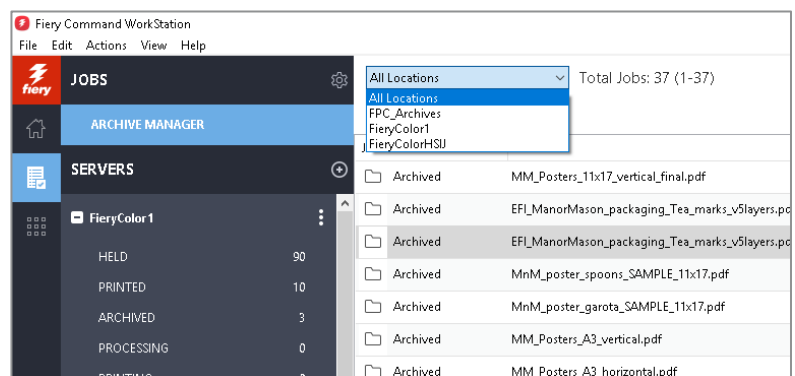 Fiery Command WorkStation
File Edit Actions View Help
fiery
JOBS
ARCHIVE MANAGER
SERVERS
FieryColor1
HELD 90
PRINTED 10
ARCHIVED 3
PROCESSING 0
All Locations
Total Jobs: 37 (1-37)
All Locations
FPC_Archives
FieryColor1
FieryColorHSIJ
Archived MM_Posters_11x17_vertical_final.pdf
Archived EFI_ManorMason_packaging_Tea_marks_v5layers.pd
Archived EFI_ManorMason_packaging_Tea_marks_v5layers.pd
Archived MnM_poster_spoons_SAMPLE_11x17.pdf
Archived MnM_poster_garota_SAMPLE_11x17.pdf
Archived MM_Posters_A3_vertical.pdf
Archived MM_Posters_A3_horizontal.pdf